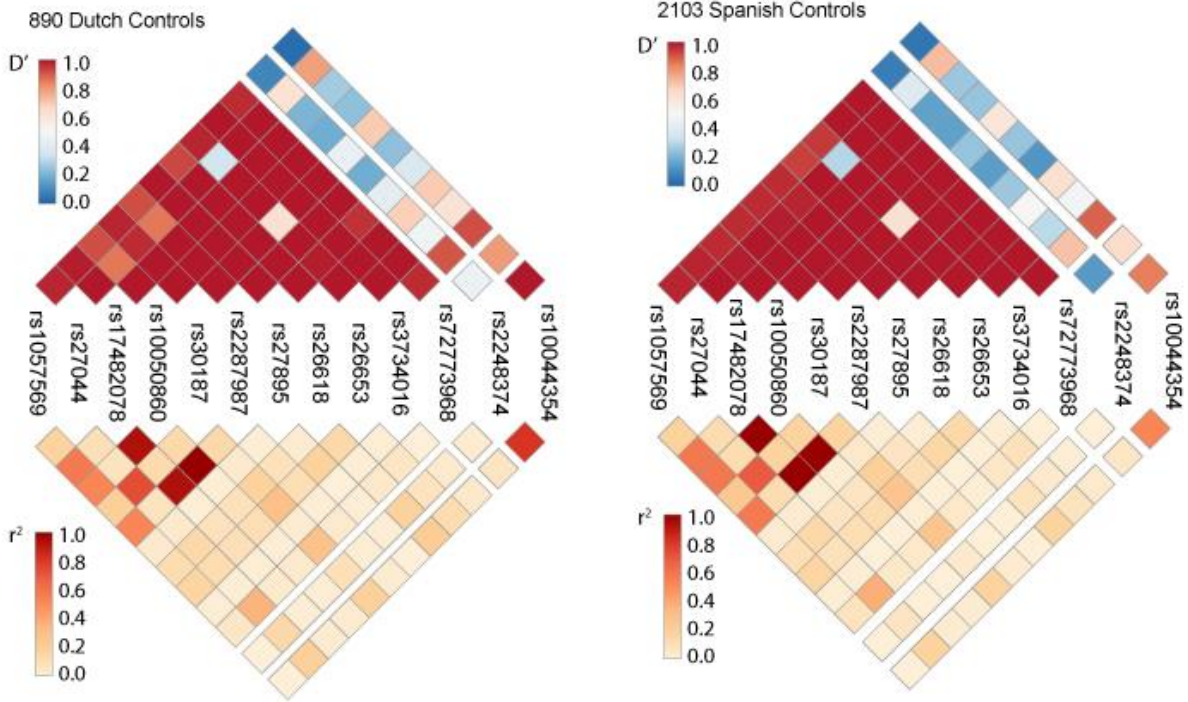 890 Dutch Controls
D'
1.0
0.8
0.6
0.4
0.2
0.0
rs1057569
rs27044
rs17482078
rs10050860
rs30187
rs2287987
rs27895
rs26618
rs26653
rs3734016
rs72773968
rs2248374
rs10044354
r²
1.0
0.8
0.6
0.4
0.2
0.0
2103 Spanish Controls
D'
1.0
0.8
0.6
0.4
0.2
0.0
rs1057569
rs27044
rs17482078
rs10050860
rs30187
rs2287987
rs27895
rs26618
rs26653
rs3734016
rs72773968
rs2248374
rs10044354
r²
1.0
0.8
0.6
0.4
0.2
0.0